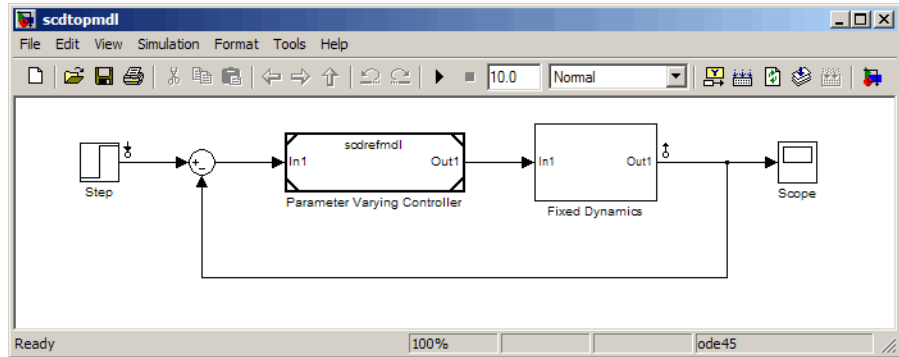 scdtopmdl
File Edit View Simulation Format Tools Help
10.0 Normal
scdrefmdl
In1 Out1 In1 Out1
Step
Parameter Varying Controller
Fixed Dynamics
Scope
Ready 100% ode45